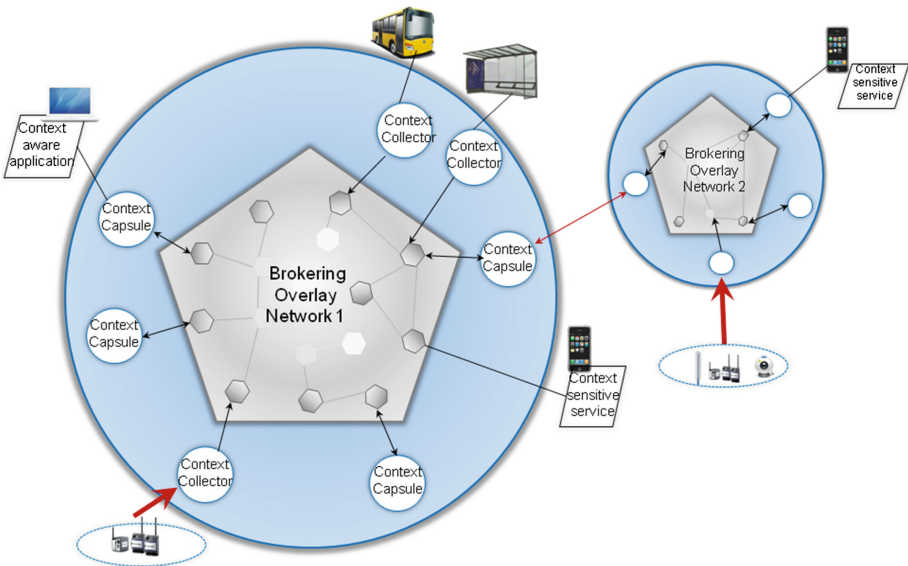 Context
aware
application
Context
Collector
Context
Collector
Context
sensitive
service
Brokering
Overlay
Network 2
Context
Capsule
Context
Capsule
Brokering
Overlay
Network 1
Context
Capsule
Context
sensitive
service
Context
Collector
Context
Capsule